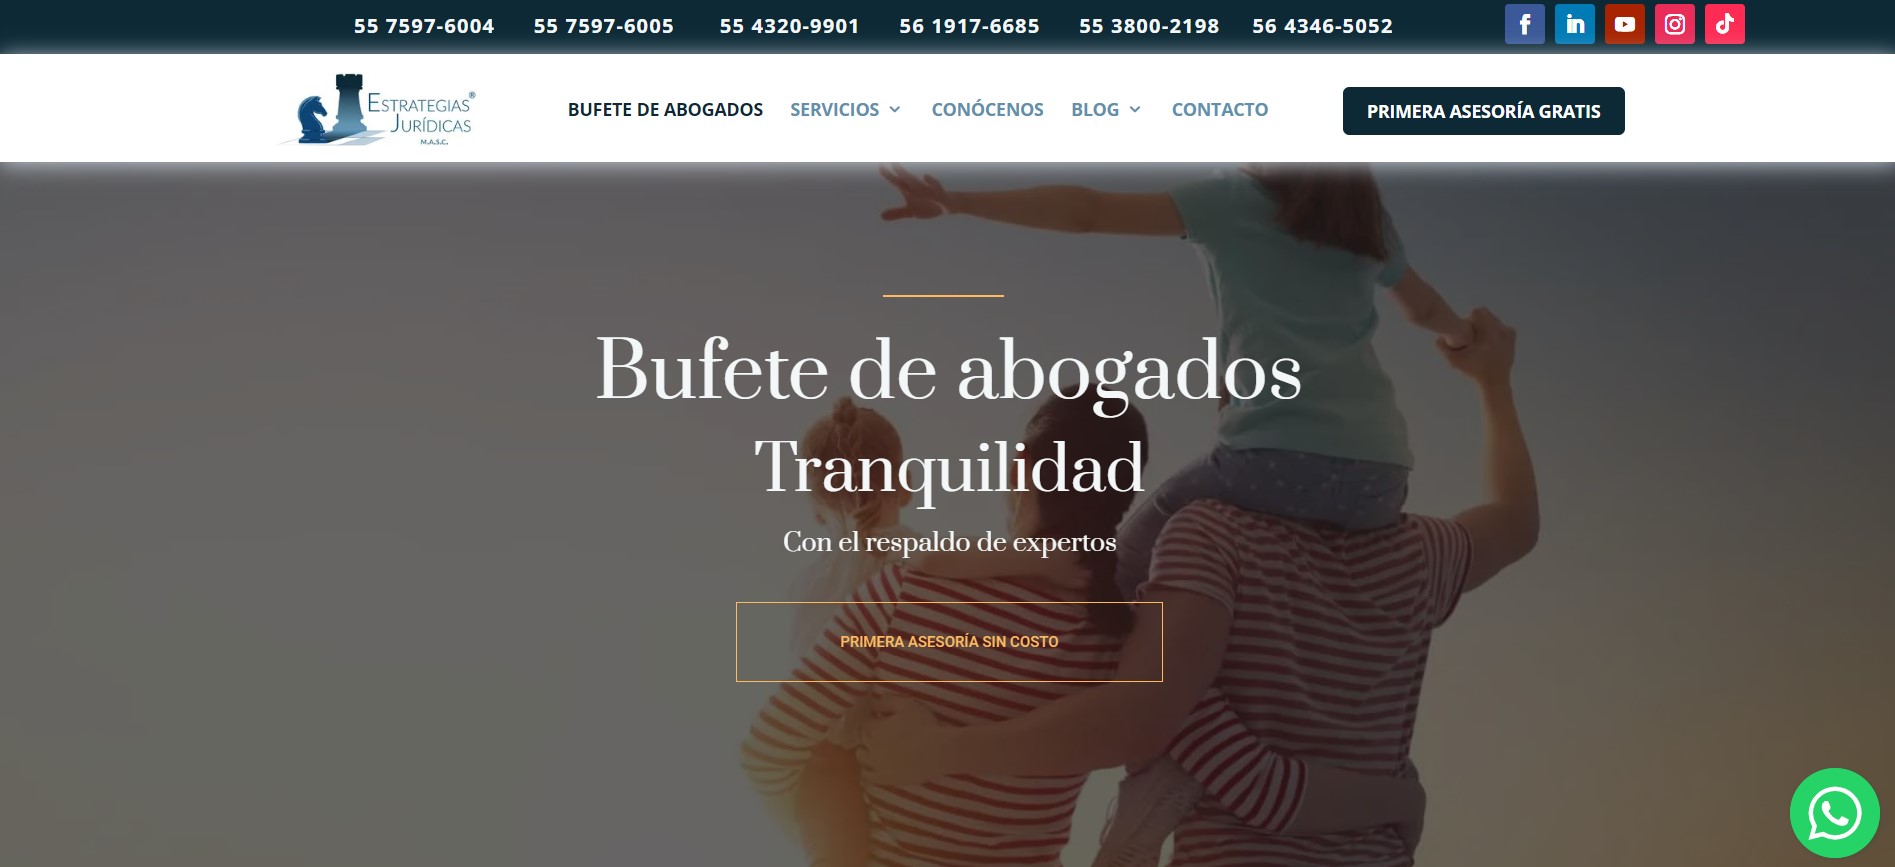 55 7597-6004 55 7597-6005 55 4320-9901 56 1917-6685 55 3800-2198 56 4346-5052
ESTRATEGIAS®
JURÍDICAS
M.A.S.C.
BUFETE DE ABOGADOS SERVICIOS CONÓCENOS BLOG CONTACTO PRIMERA ASESORÍA GRATIS
Bufete de abogados
Tranquilidad
Con el respaldo de expertos
PRIMERA ASESORÍA SIN COSTO